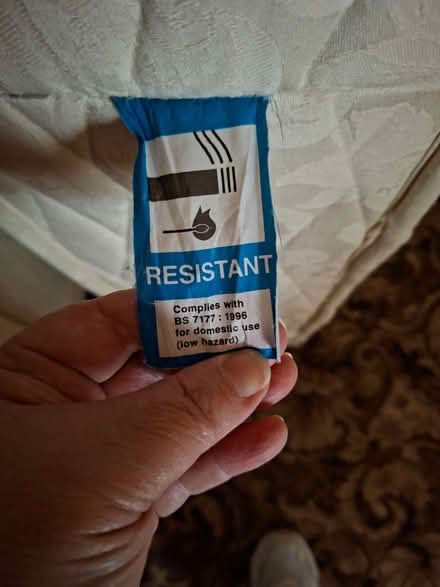 RESISTANT
Complies with
BS 7177 : 1996
for domestic use
(low hazard)